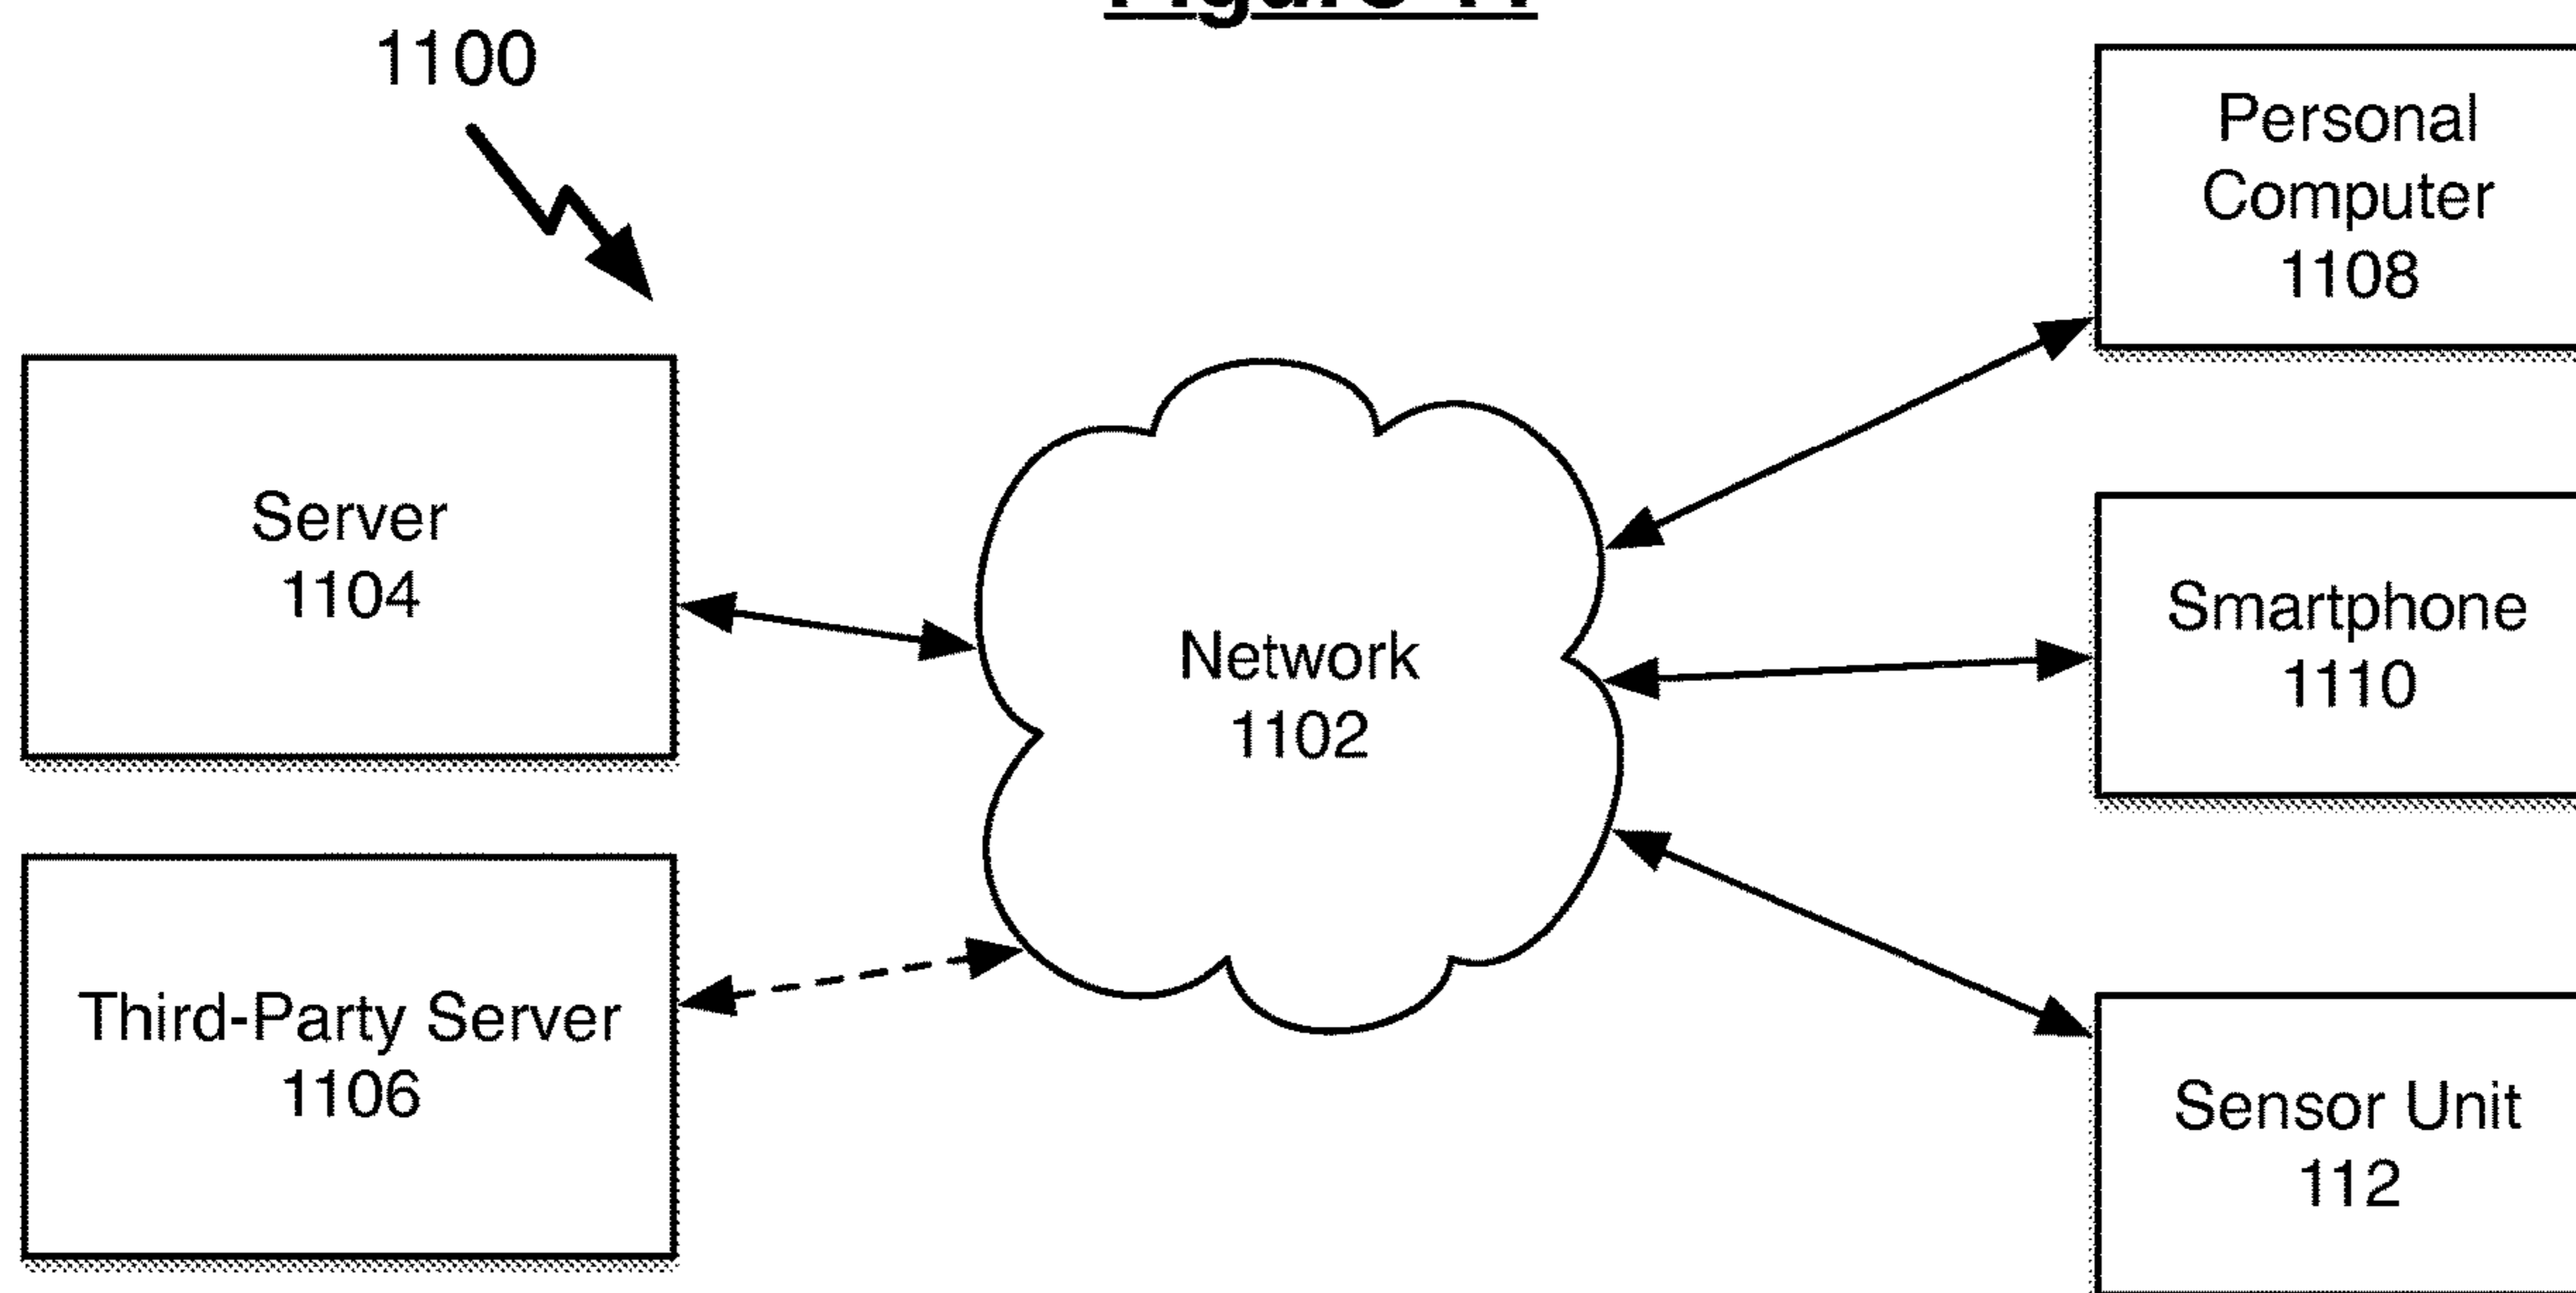 1100
Personal
Computer
1108
Server
1104
Smartphone
1110
Network
1102
Third-Party Server
1106
Sensor Unit
112